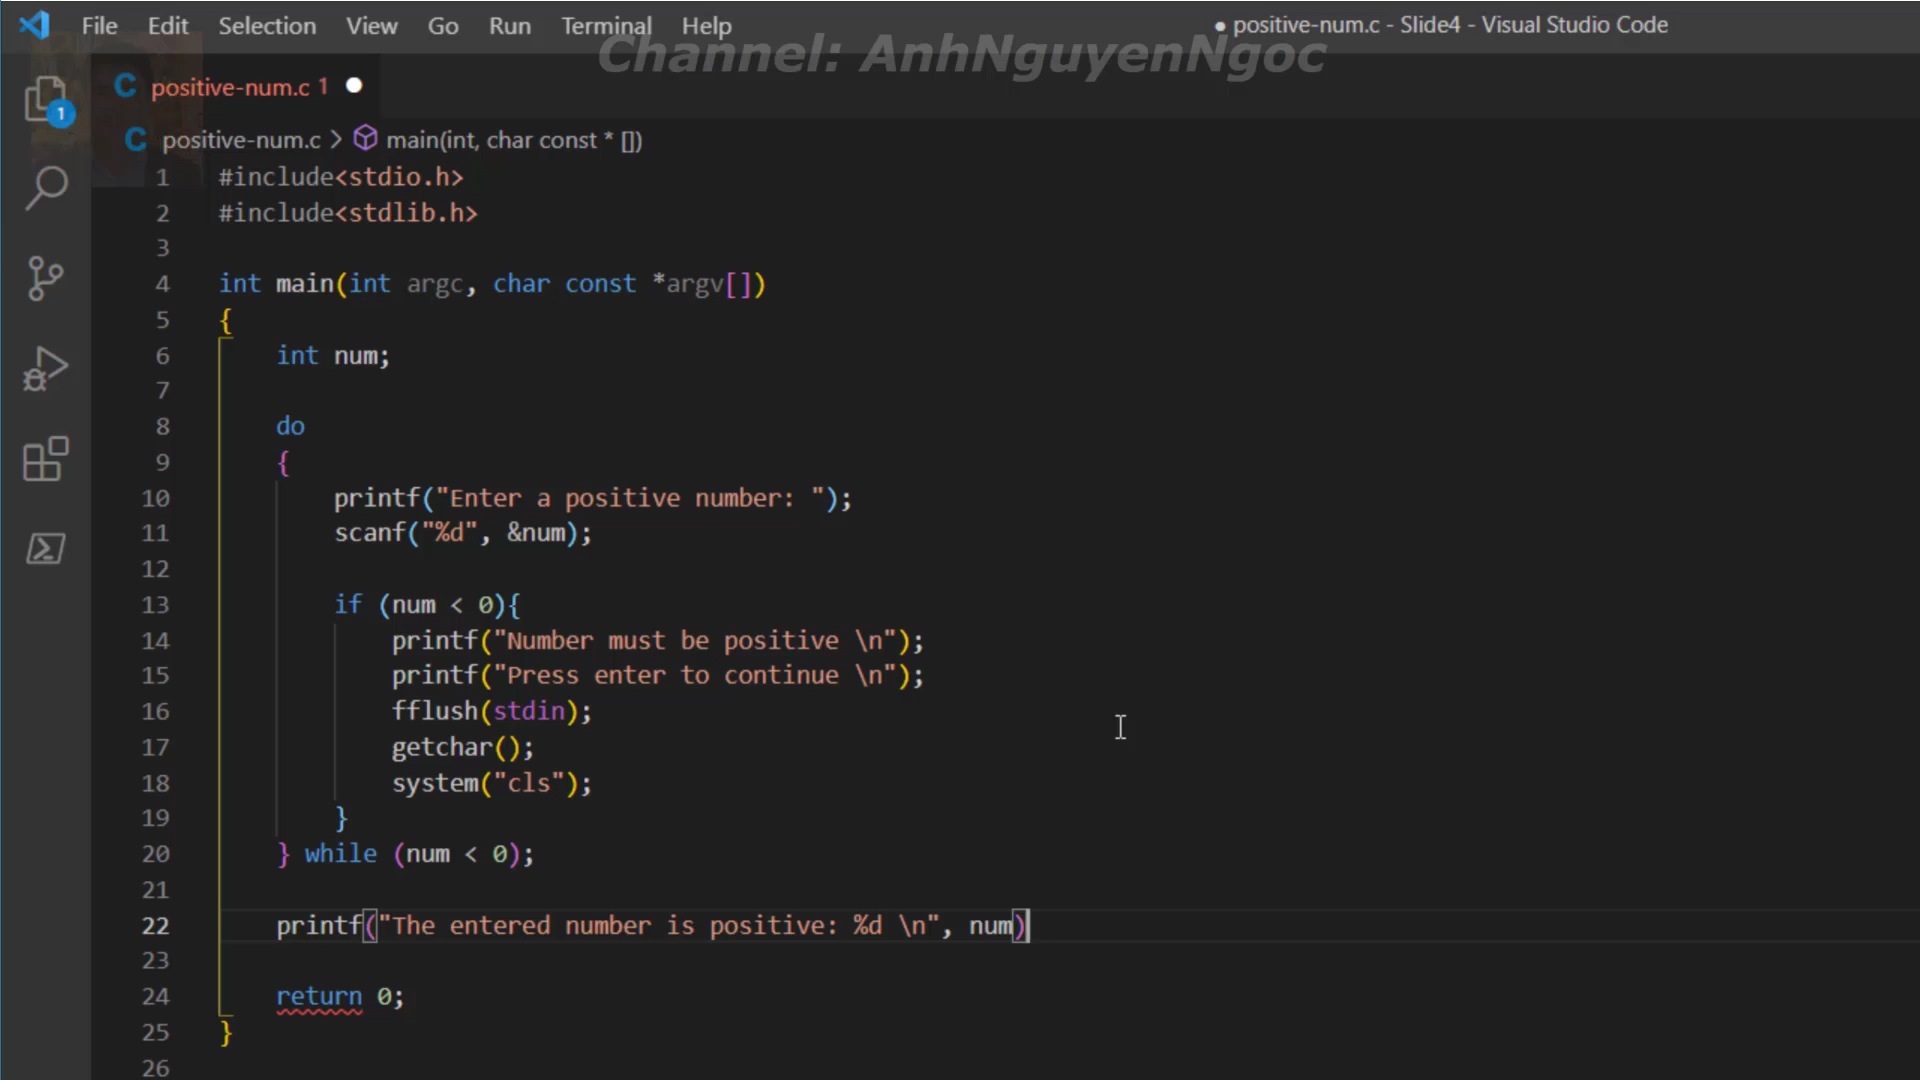 File Edit Selection View Go Run Terminal Help
● positive-num.c - Slide4 - Visual Studio Code
Channel: AnhNguyenNgoc
C positive-num.c 1 ●
1
C positive-num.c > main(int, char const * [])
1 #include<stdio.h>
2 #include<stdlib.h>
3
4 int main(int argc, char const *argv[])
5 {
6     int num;
7
8     do
9     {
10         printf("Enter a positive number: ");
11         scanf("%d", &num);
12
13         if (num < 0){
14             printf("Number must be positive \n");
15             printf("Press enter to continue \n");
16             fflush(stdin);
17             getchar();
18             system("cls");
19         }
20     } while (num < 0);
21
22     printf("The entered number is positive: %d \n", num)
23
24     return 0;
25 }
26